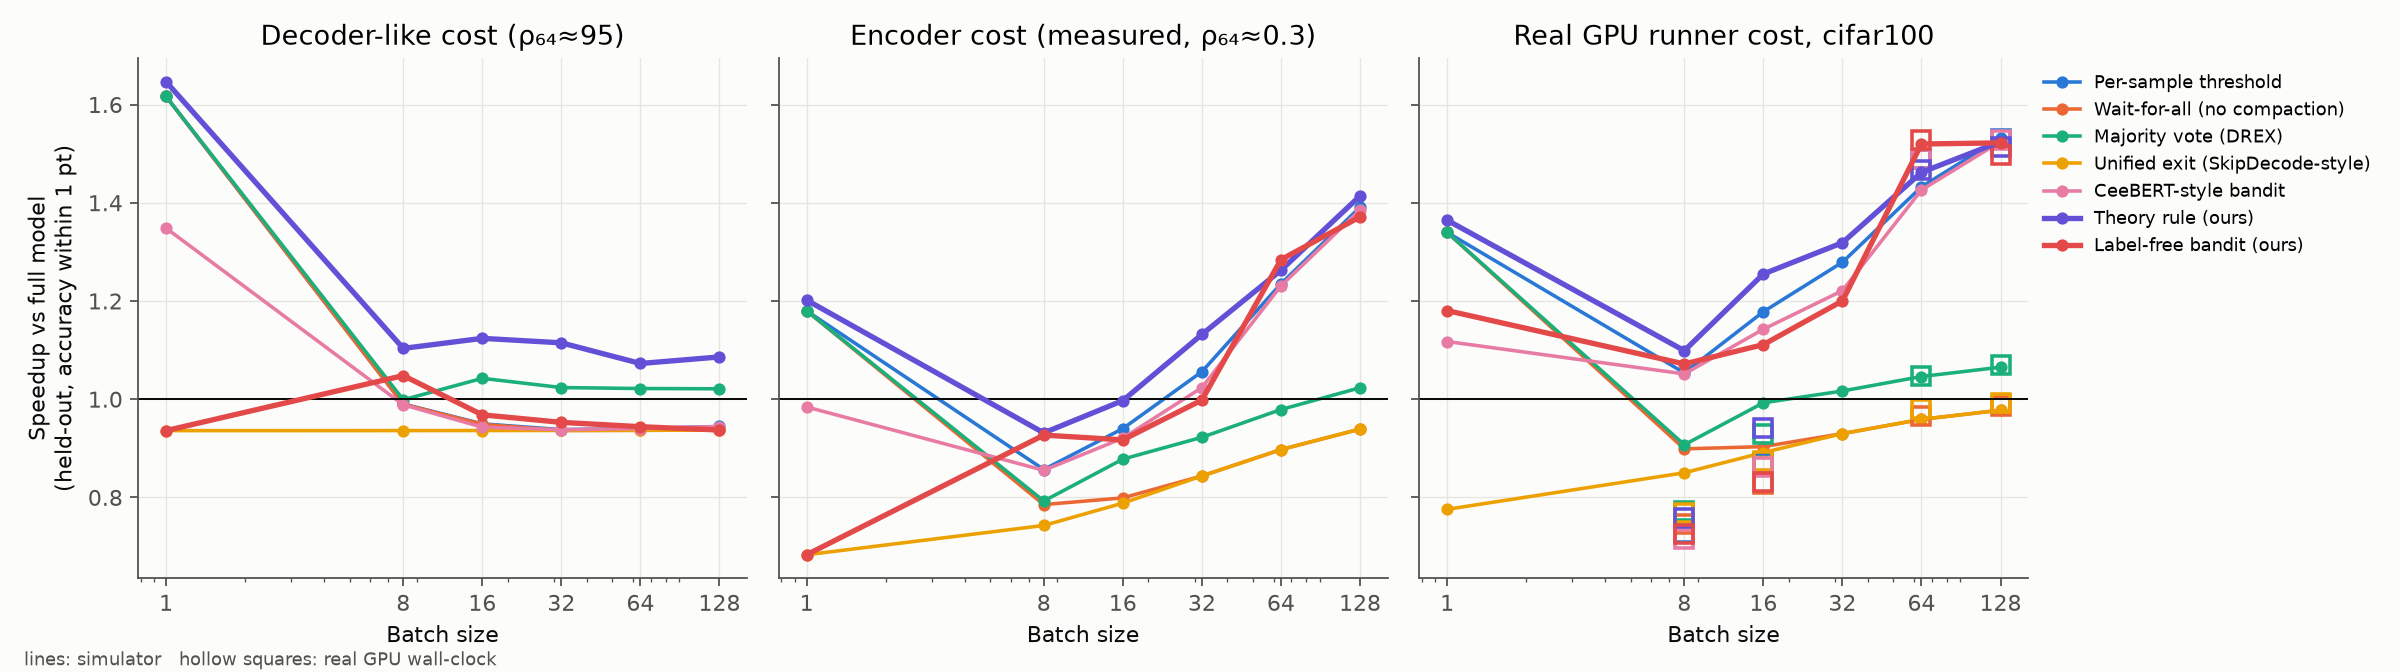 Decoder-like cost (ρ₆₄≈95)
Encoder cost (measured, ρ₆₄≈0.3)
Real GPU runner cost, cifar100
Speedup vs full model
(held-out, accuracy within 1 pt)
1.6
1.4
1.2
1.0
0.8
1 8 16 32 64 128
Batch size
1 8 16 32 64 128
Batch size
1 8 16 32 64 128
Batch size
Per-sample threshold
Wait-for-all (no compaction)
Majority vote (DREX)
Unified exit (SkipDecode-style)
CeeBERT-style bandit
Theory rule (ours)
Label-free bandit (ours)
lines: simulator   hollow squares: real GPU wall-clock